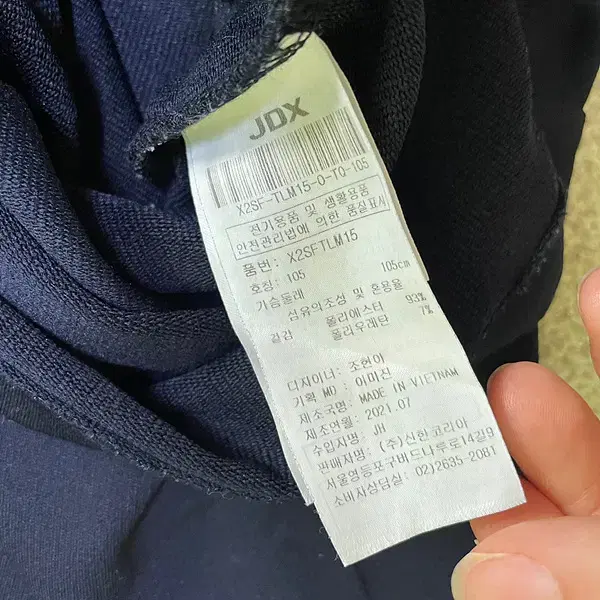 JDX
X2SF-TLM15-0-TQ-105
전기용품 및 생활용품
안전관리법에 의한 품질표시
품번: X2SFTLM15
호칭: 105
가슴둘레 105cm
섬유의조성 및 혼용율
겉감 폴리에스터 93%
폴리우레탄 7%
디자이너: 조현아
기획 MD: 이미진
제조국명: MADE IN VIETNAM
제조연월: 2021.07
수입자명: JH
판매자명: (주)신한코리아
서울영등포구버드나루로14길9
소비자상담실: 02)2635-2081